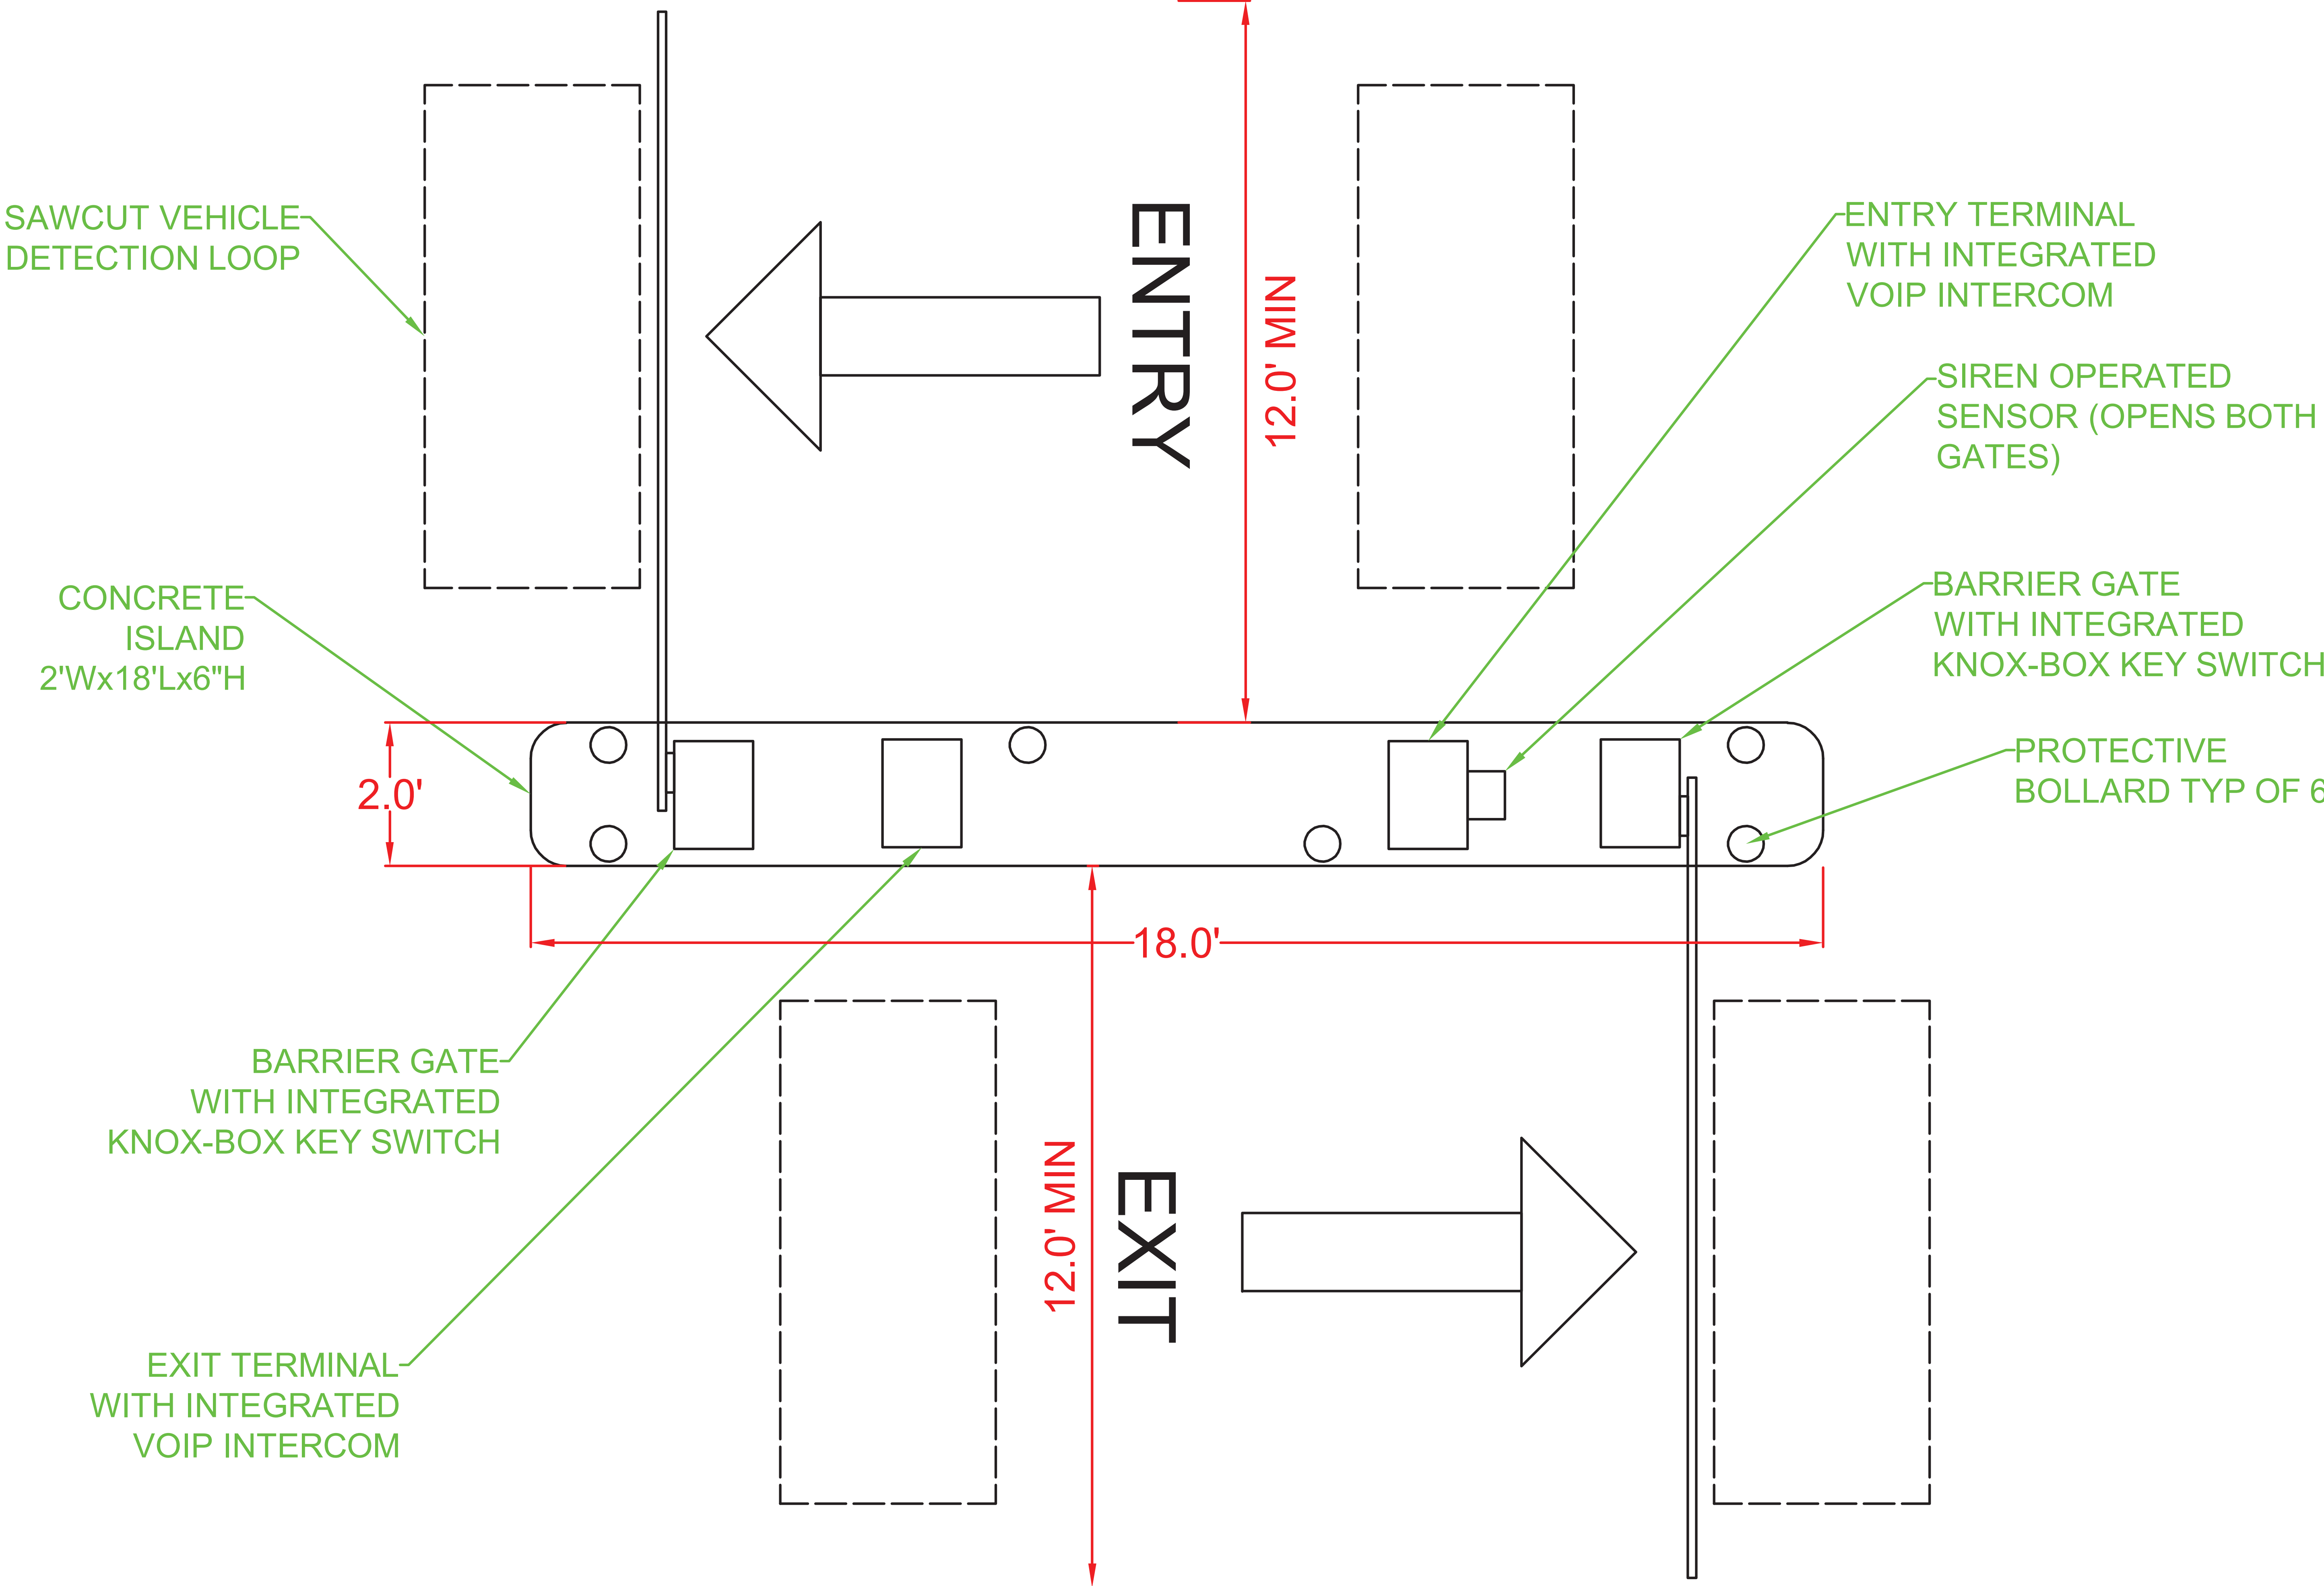 SAWCUT VEHICLE
DETECTION LOOP
ENTRY
12.0' MIN
ENTRY TERMINAL
WITH INTEGRATED
VOIP INTERCOM
SIREN OPERATED
SENSOR (OPENS BOTH
GATES)
CONCRETE
ISLAND
2'Wx18'Lx6"H
BARRIER GATE
WITH INTEGRATED
KNOX-BOX KEY SWITCH
PROTECTIVE
BOLLARD TYP OF 6
2.0'
18.0'
BARRIER GATE
WITH INTEGRATED
KNOX-BOX KEY SWITCH
12.0' MIN
EXIT
EXIT TERMINAL
WITH INTEGRATED
VOIP INTERCOM